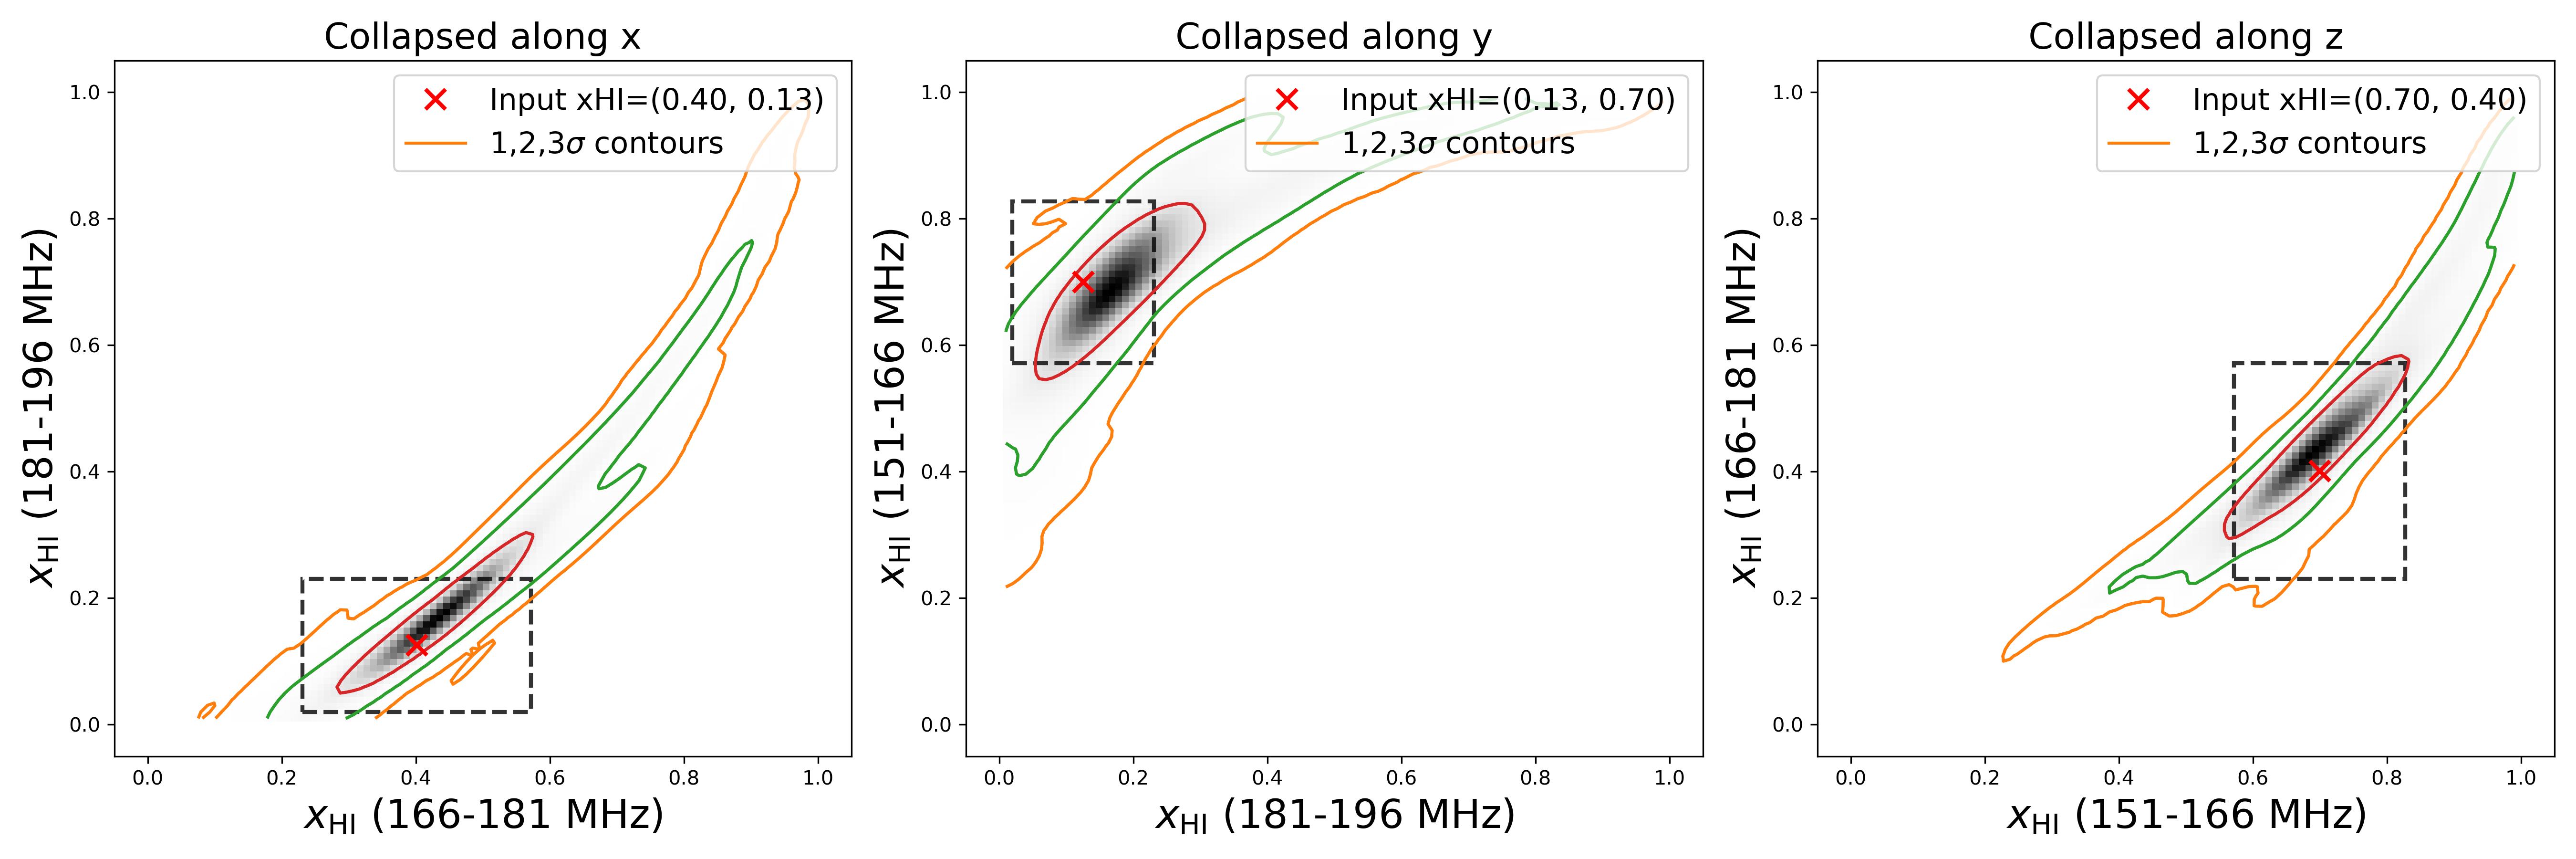 Collapsed along x
Input xHI=(0.40, 0.13)
1,2,3σ contours
1.0
0.8
0.6
0.4
0.2
0.0
xHI (181-196 MHz)
0.0 0.2 0.4 0.6 0.8 1.0
xHI (166-181 MHz)
Collapsed along y
Input xHI=(0.13, 0.70)
1,2,3σ contours
1.0
0.8
0.6
0.4
0.2
0.0
xHI (151-166 MHz)
0.0 0.2 0.4 0.6 0.8 1.0
xHI (181-196 MHz)
Collapsed along z
Input xHI=(0.70, 0.40)
1,2,3σ contours
1.0
0.8
0.6
0.4
0.2
0.0
xHI (166-181 MHz)
0.0 0.2 0.4 0.6 0.8 1.0
xHI (151-166 MHz)